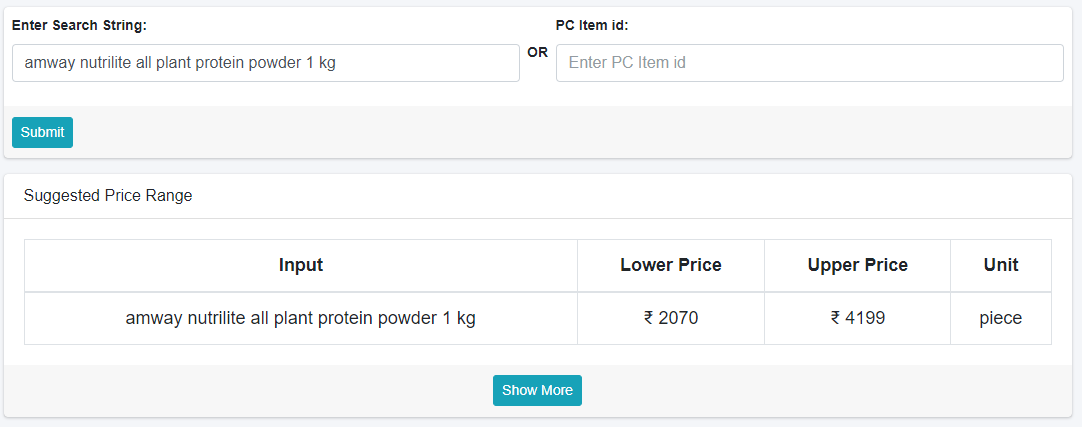 Enter Search String:
PC Item id:
amway nutrilite all plant protein powder 1 kg
OR
Enter PC Item id
Submit
Suggested Price Range
Input Lower Price Upper Price Unit
amway nutrilite all plant protein powder 1 kg ₹ 2070 ₹ 4199 piece
Show More